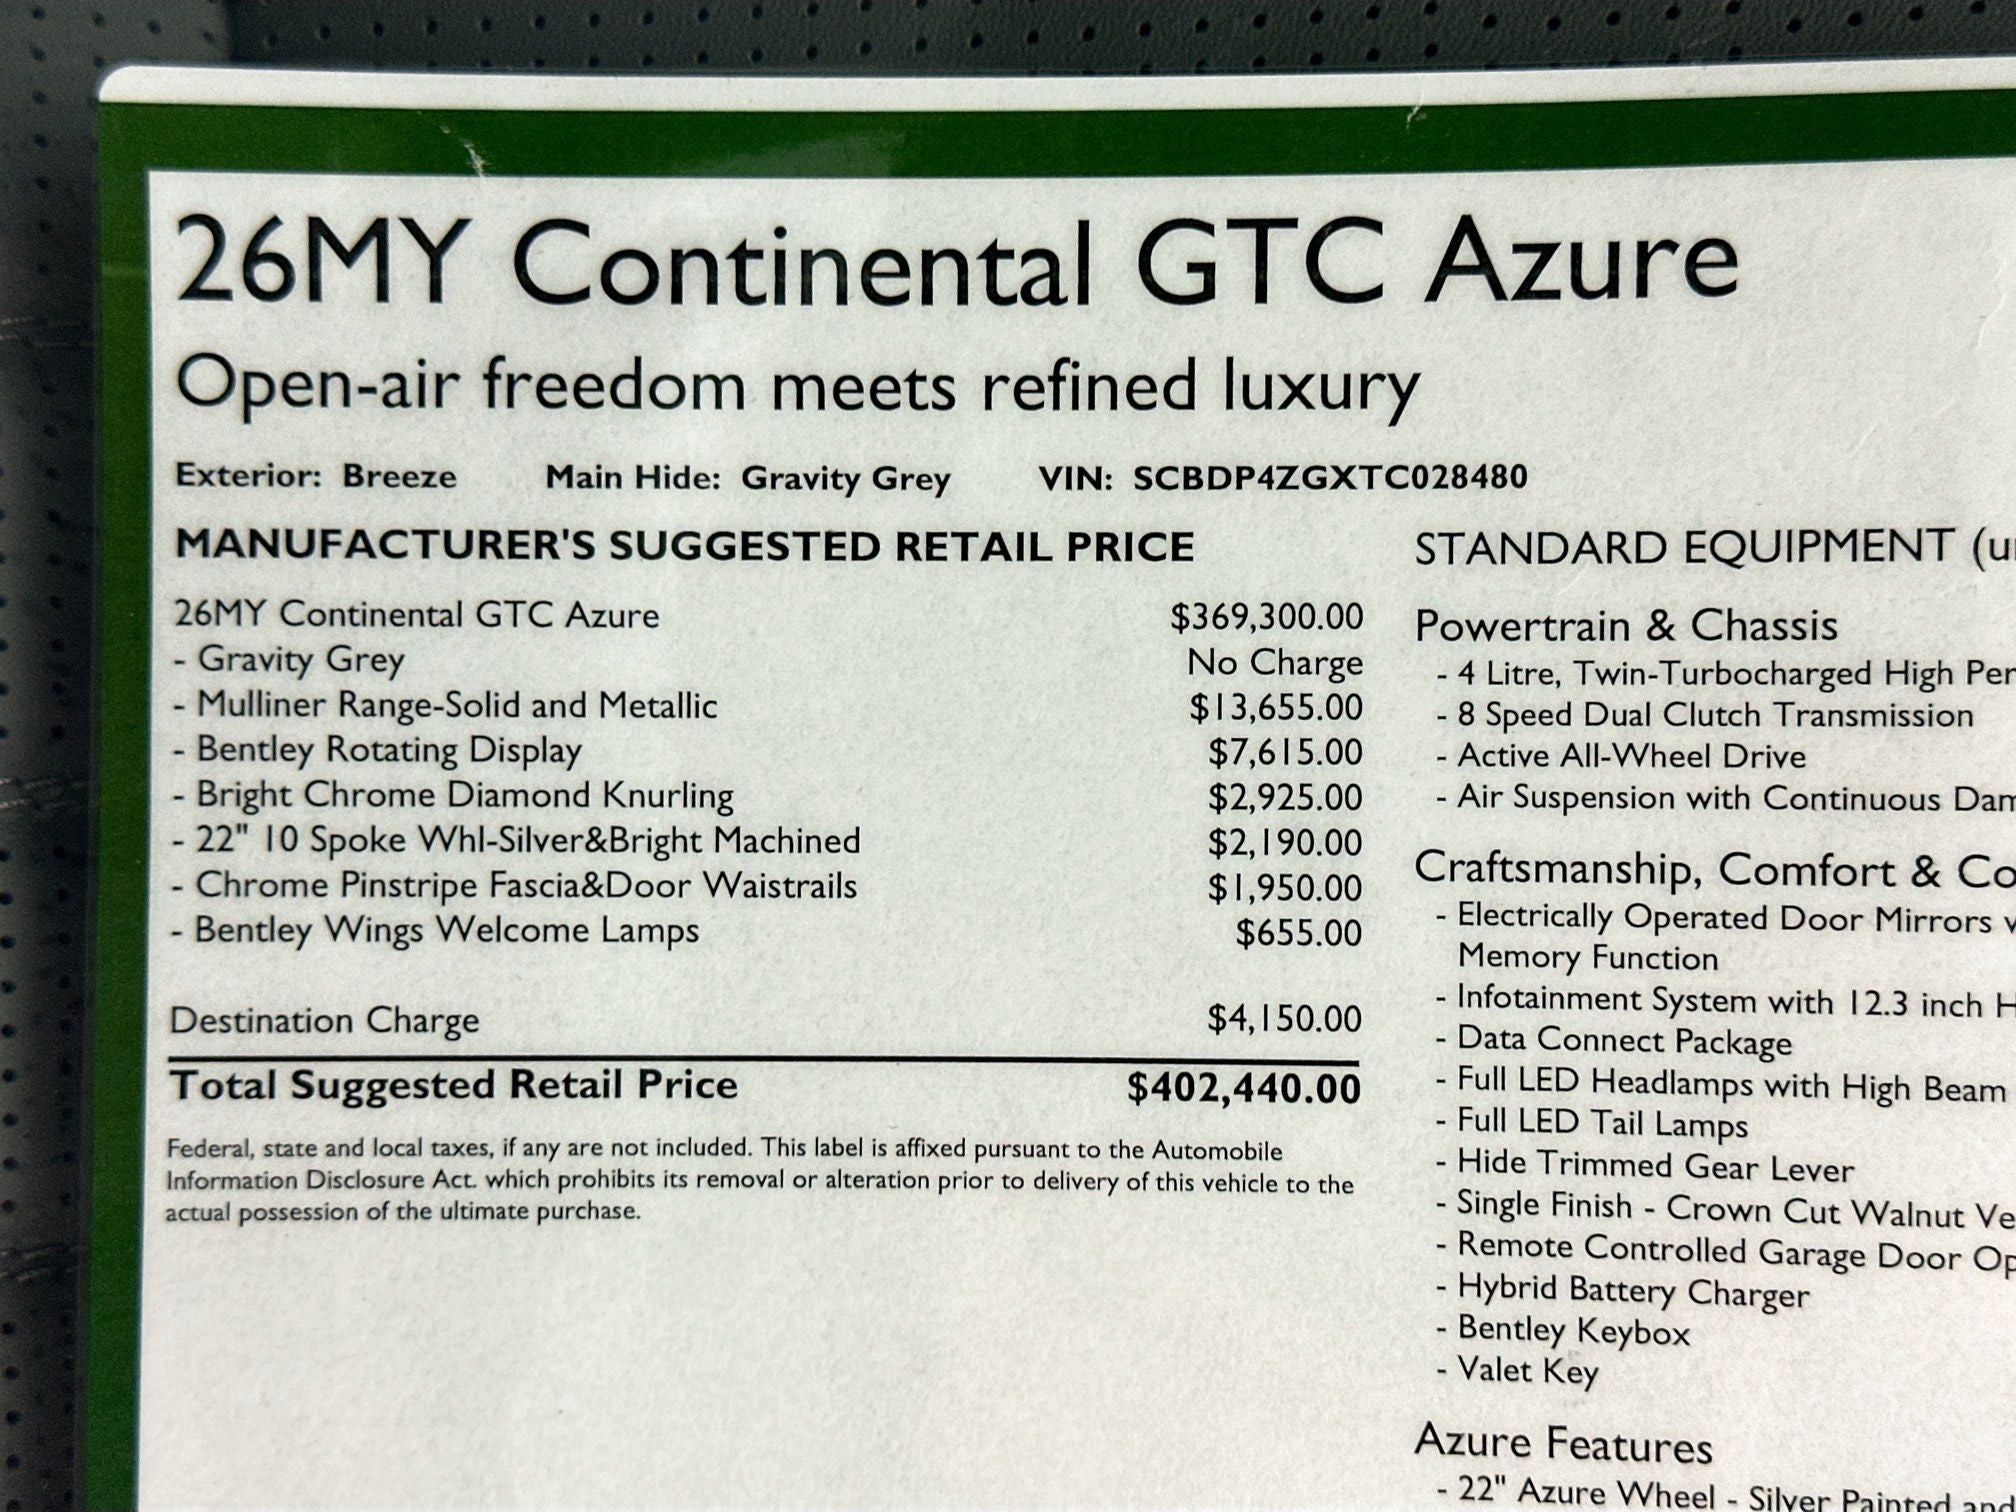 26MY Continental GTC Azure
Open-air freedom meets refined luxury
Exterior: Breeze Main Hide: Gravity Grey VIN: SCBDP4ZGXTC028480
MANUFACTURER'S SUGGESTED RETAIL PRICE
26MY Continental GTC Azure $369,300.00
- Gravity Grey No Charge
- Mulliner Range-Solid and Metallic $13,655.00
- Bentley Rotating Display $7,615.00
- Bright Chrome Diamond Knurling $2,925.00
- 22" 10 Spoke Whl-Silver&Bright Machined $2,190.00
- Chrome Pinstripe Fascia&Door Waistrails $1,950.00
- Bentley Wings Welcome Lamps $655.00
Destination Charge $4,150.00
Total Suggested Retail Price $402,440.00
Federal, state and local taxes, if any are not included. This label is affixed pursuant to the Automobile
Information Disclosure Act. which prohibits its removal or alteration prior to delivery of this vehicle to the
actual possession of the ultimate purchase.
STANDARD EQUIPMENT
Powertrain & Chassis
- 4 Litre, Twin-Turbocharged High
- 8 Speed Dual Clutch Transmission
- Active All-Wheel Drive
- Air Suspension with Continuous
Craftsmanship, Comfort &
- Electrically Operated Door Mirrors
Memory Function
- Infotainment System with 12.3 inch
- Data Connect Package
- Full LED Headlamps with High Beam
- Full LED Tail Lamps
- Hide Trimmed Gear Lever
- Single Finish - Crown Cut Walnut
- Remote Controlled Garage Door
- Hybrid Battery Charger
- Bentley Keybox
- Valet Key
Azure Features
- 22" Azure Wheel - Silver Painted and